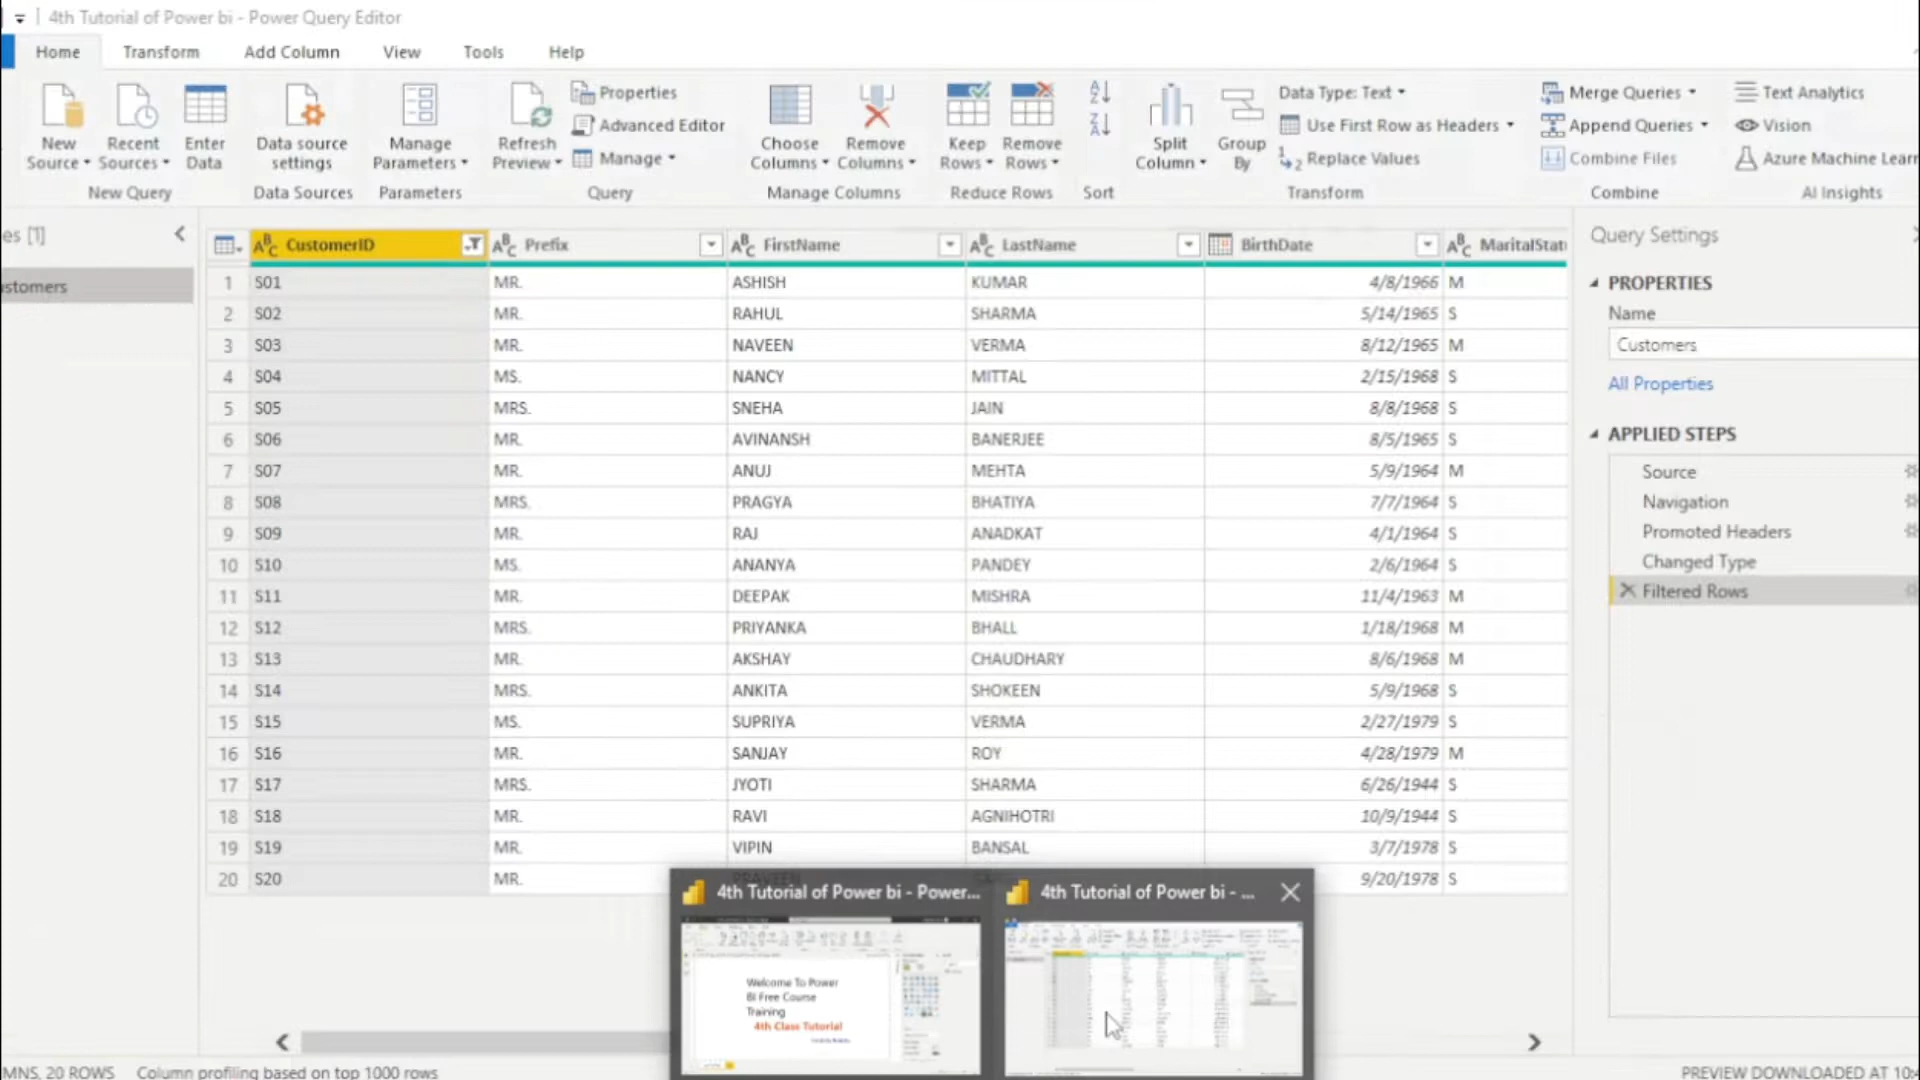 4th Tutorial of Power bi - Power Query Editor
Home Transform Add Column View Tools Help
New Source
Recent Sources
Enter Data
New Query
Data source settings
Data Sources
Manage Parameters
Parameters
Refresh Preview
Properties
Advanced Editor
Manage
Query
Choose Columns
Remove Columns
Manage Columns
Keep Rows
Remove Rows
Reduce Rows
Sort
Split Column
Group By
Data Type: Text
Use First Row as Headers
Replace Values
Transform
Merge Queries
Append Queries
Combine Files
Combine
Text Analytics
Vision
Azure Machine Learn
AI Insights
es [1]
ustomers
CustomerID Prefix FirstName LastName BirthDate MaritalStatu
1 S01 MR. ASHISH KUMAR 4/8/1966 M
2 S02 MR. RAHUL SHARMA 5/14/1965 S
3 S03 MR. NAVEEN VERMA 8/12/1965 M
4 S04 MS. NANCY MITTAL 2/15/1968 S
5 S05 MRS. SNEHA JAIN 8/8/1968 S
6 S06 MR. AVINANSH BANERJEE 8/5/1965 S
7 S07 MR. ANUJ MEHTA 5/9/1964 M
8 S08 MRS. PRAGYA BHATIYA 7/7/1964 S
9 S09 MR. RAJ ANADKAT 4/1/1964 S
10 S10 MS. ANANYA PANDEY 2/6/1964 S
11 S11 MR. DEEPAK MISHRA 11/4/1963 M
12 S12 MRS. PRIYANKA BHALL 1/18/1968 M
13 S13 MR. AKSHAY CHAUDHARY 8/6/1968 M
14 S14 MRS. ANKITA SHOKEEN 5/9/1968 S
15 S15 MS. SUPRIYA VERMA 2/27/1979 S
16 S16 MR. SANJAY ROY 4/28/1979 M
17 S17 MRS. JYOTI SHARMA 6/26/1944 S
18 S18 MR. RAVI AGNIHOTRI 10/9/1944 S
19 S19 MR. VIPIN BANSAL 3/7/1978 S
20 S20 MR. PRAVEEN 9/20/1978 S
Query Settings
PROPERTIES
Name
Customers
All Properties
APPLIED STEPS
Source
Navigation
Promoted Headers
Changed Type
Filtered Rows
4th Tutorial of Power bi - Power...
4th Tutorial of Power bi - ...
Welcome To Power
BI Free Course
Training
4th Class Tutorial
MNS, 20 ROWS Column profiling based on top 1000 rows
PREVIEW DOWNLOADED AT 10:4